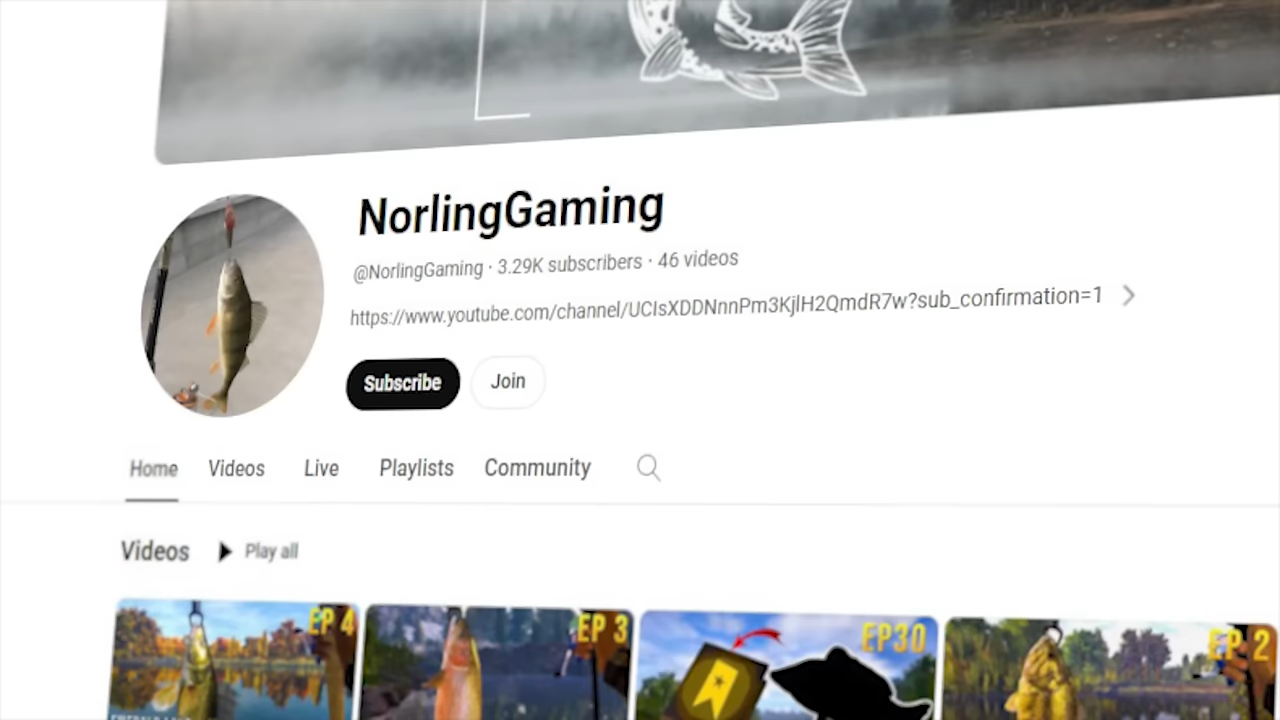 NorlingGaming
@NorlingGaming · 3.29K subscribers · 46 videos
https://www.youtube.com/channel/UCIsXDDNnnPm3KjlH2QmdR7w?sub_confirmation=1
Subscribe Join
Home Videos Live Playlists Community
Videos Play all
EP 4 EP 3 EP30 EP 2